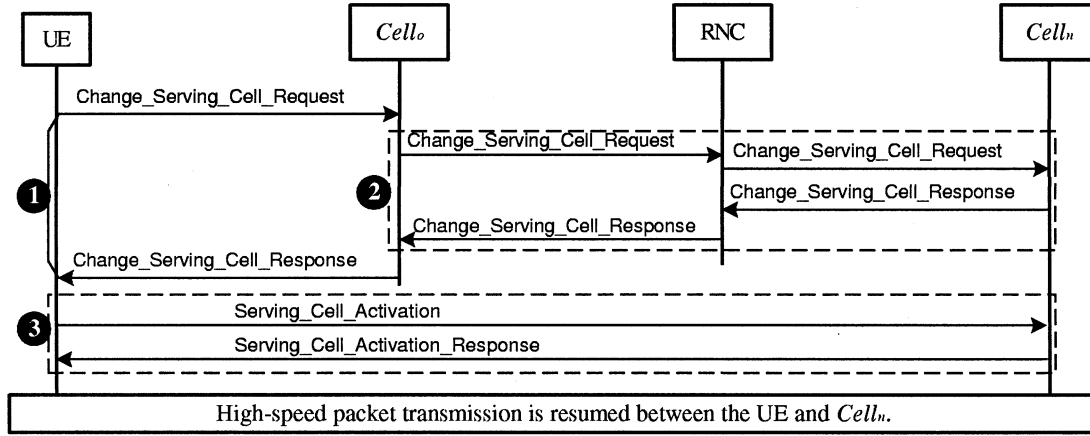 UE
Cellₒ
RNC
Cellₙ
Change_Serving_Cell_Request
Change_Serving_Cell_Request
Change_Serving_Cell_Request
1
2
Change_Serving_Cell_Response
Change_Serving_Cell_Response
Change_Serving_Cell_Response
3
Serving_Cell_Activation
Serving_Cell_Activation_Response
High-speed packet transmission is resumed between the UE and Cellₙ.